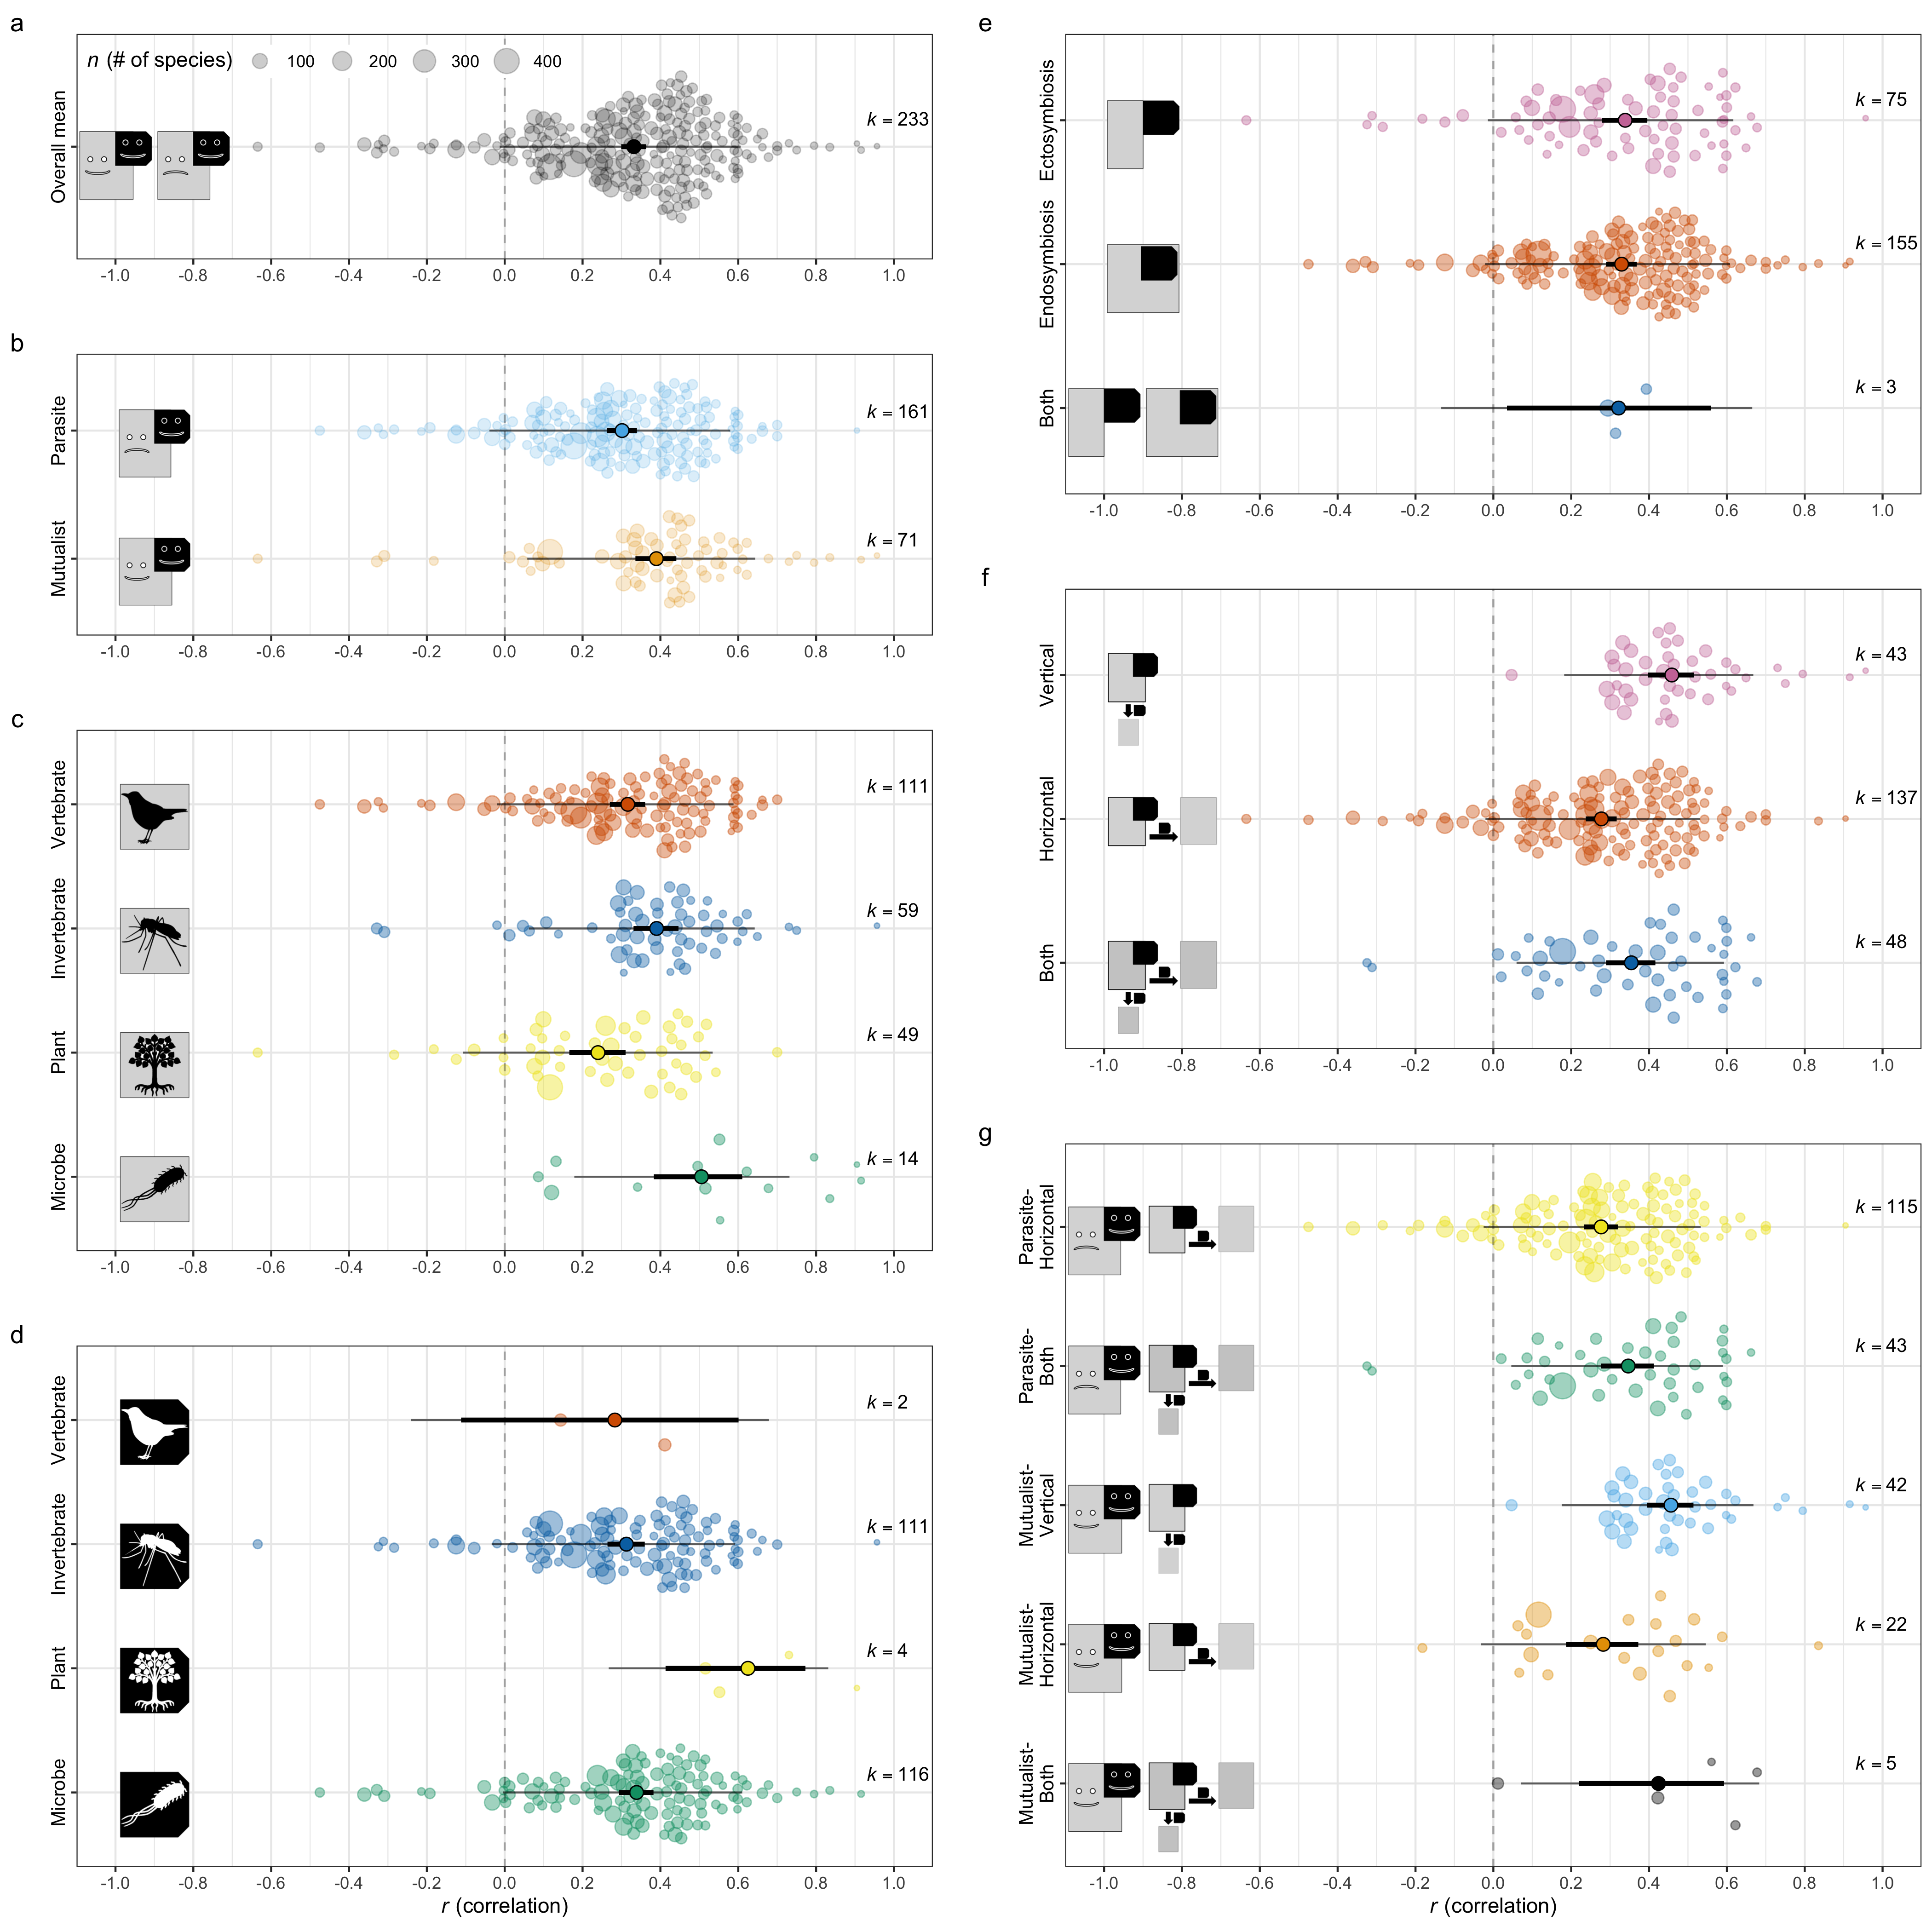 a
n (# of species) 100 200 300 400
Overall mean
k = 233
-1.0 -0.8 -0.6 -0.4 -0.2 0.0 0.2 0.4 0.6 0.8 1.0
b
Parasite
k = 161
Mutualist
k = 71
-1.0 -0.8 -0.6 -0.4 -0.2 0.0 0.2 0.4 0.6 0.8 1.0
c
Vertebrate
k = 111
Invertebrate
k = 59
Plant
k = 49
Microbe
k = 14
-1.0 -0.8 -0.6 -0.4 -0.2 0.0 0.2 0.4 0.6 0.8 1.0
d
Vertebrate
k = 2
Invertebrate
k = 111
Plant
k = 4
Microbe
k = 116
-1.0 -0.8 -0.6 -0.4 -0.2 0.0 0.2 0.4 0.6 0.8 1.0
r (correlation)
e
Ectosymbiosis
k = 75
Endosymbiosis
k = 155
Both
k = 3
-1.0 -0.8 -0.6 -0.4 -0.2 0.0 0.2 0.4 0.6 0.8 1.0
f
Vertical
k = 43
Horizontal
k = 137
Both
k = 48
-1.0 -0.8 -0.6 -0.4 -0.2 0.0 0.2 0.4 0.6 0.8 1.0
g
Parasite-
Horizontal
k = 115
Parasite-
Both
k = 43
Mutualist-
Vertical
k = 42
Mutualist-
Horizontal
k = 22
Mutualist-
Both
k = 5
-1.0 -0.8 -0.6 -0.4 -0.2 0.0 0.2 0.4 0.6 0.8 1.0
r (correlation)